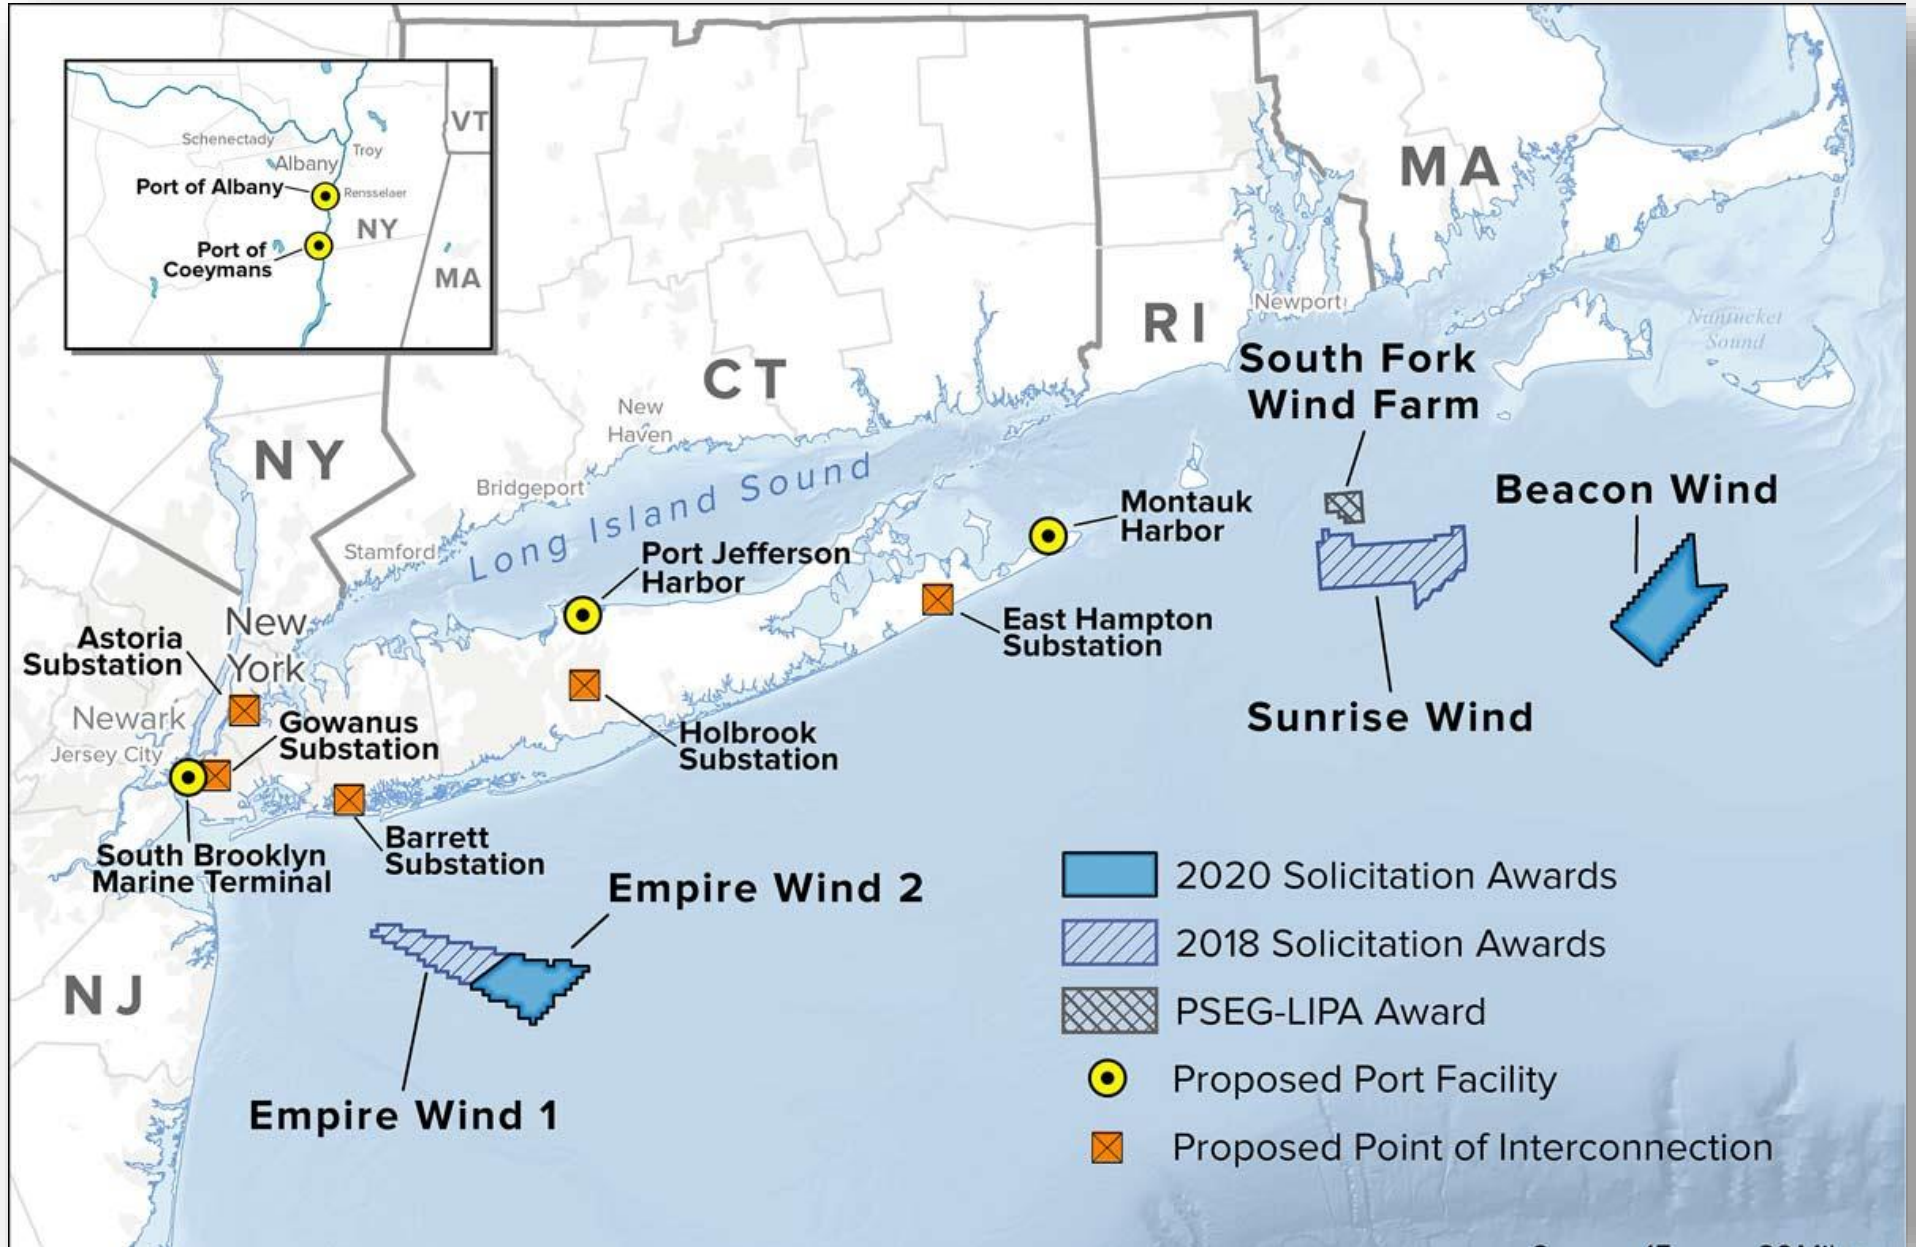 VT
Schenectady
Troy
Albany
Port of Albany
Rensselaer
NY
Port of
Coeymans
MA
MA
RI
Newport
Nantucket
Sound
CT
New
Haven
NY
Bridgeport
Stamford
Long Island Sound
South Fork
Wind Farm
Beacon Wind
Montauk
Harbor
Port Jefferson
Harbor
East Hampton
Substation
Sunrise Wind
New
York
Astoria
Substation
Newark
Jersey City
Gowanus
Substation
Holbrook
Substation
South Brooklyn
Marine Terminal
Barrett
Substation
NJ
Empire Wind 2
Empire Wind 1
2020 Solicitation Awards
2018 Solicitation Awards
PSEG-LIPA Award
Proposed Port Facility
Proposed Point of Interconnection